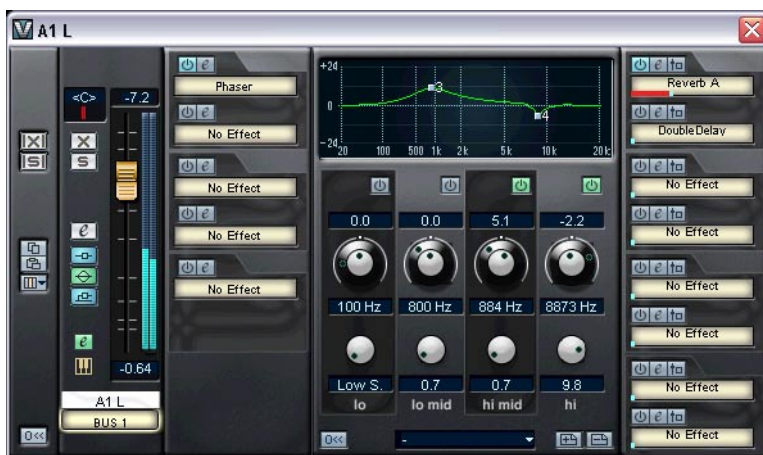 A1 L
<C> -7.2
X
S
X
S
e
e
-0.64
A1 L
BUS 1
0<<
e
Phaser
e
No Effect
e
No Effect
e
No Effect
e
No Effect
+24
0
-24
20 100 500 1k 2k 5k 10k 20k
3
4
0.0 0.0 5.1 -2.2
100 Hz 800 Hz 884 Hz 8873 Hz
Low S. 0.7 0.7 9.8
lo lo mid hi mid hi
0<< -
e
Reverb A
e
DoubleDelay
e
No Effect
e
No Effect
e
No Effect
e
No Effect
e
No Effect
e
No Effect